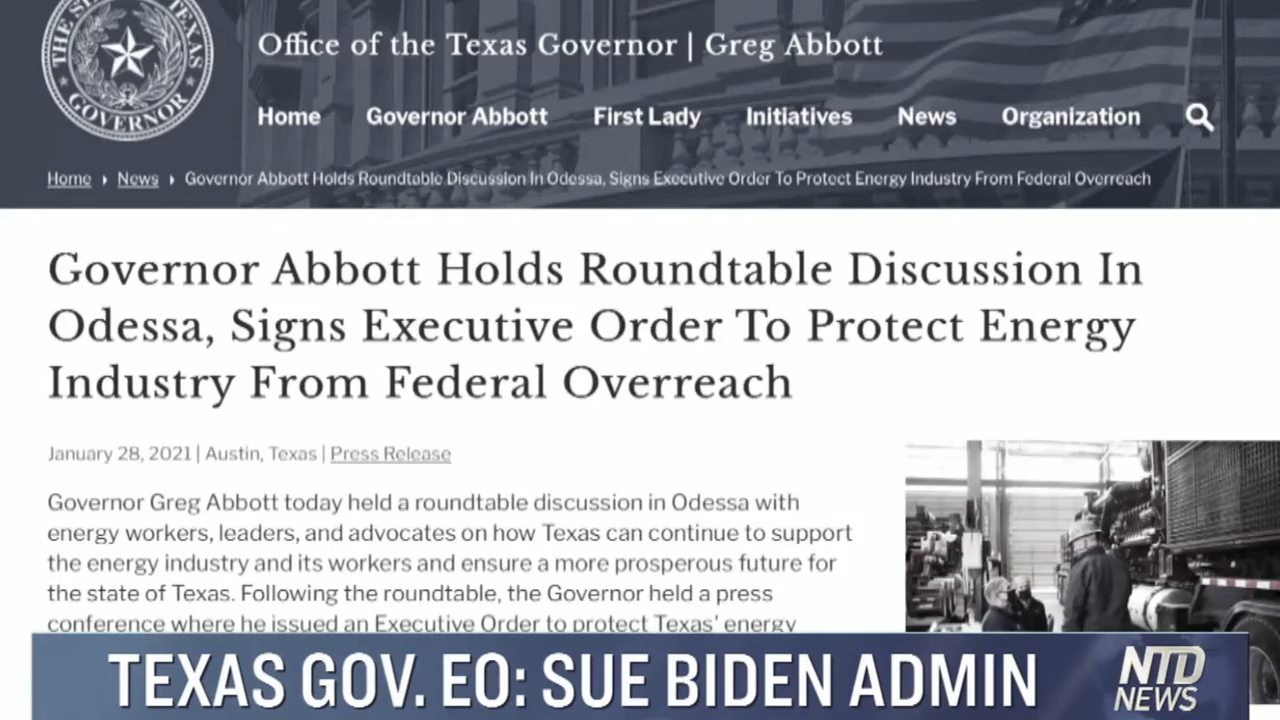 THE STATE OF TEXAS
GOVERNOR
Office of the Texas Governor | Greg Abbott
Home Governor Abbott First Lady Initiatives News Organization
Home › News › Governor Abbott Holds Roundtable Discussion In Odessa, Signs Executive Order To Protect Energy Industry From Federal Overreach
Governor Abbott Holds Roundtable Discussion In
Odessa, Signs Executive Order To Protect Energy
Industry From Federal Overreach
January 28, 2021 | Austin, Texas | Press Release
Governor Greg Abbott today held a roundtable discussion in Odessa with
energy workers, leaders, and advocates on how Texas can continue to support
the energy industry and its workers and ensure a more prosperous future for
the state of Texas. Following the roundtable, the Governor held a press
conference where he issued an Executive Order to protect Texas' energy
TEXAS GOV. EO: SUE BIDEN ADMIN
NTD
NEWS